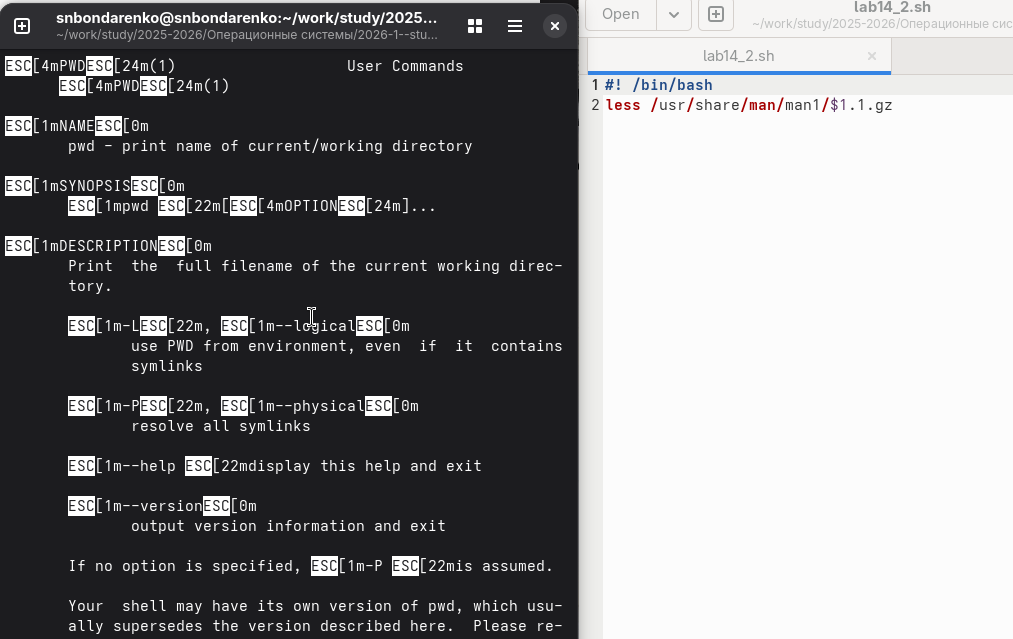 snbondarenko@snbondarenko:~/work/study/2025...
~/work/study/2025-2026/Операционные системы/2026-1--stu...
ESC[4mPWDESC[24m(1) User Commands
ESC[4mPWDESC[24m(1)
ESC[1mNAMEESC[0m
pwd - print name of current/working directory
ESC[1mSYNOPSISESC[0m
ESC[1mpwd ESC[22m[ESC[4mOPTIONESC[24m]...
ESC[1mDESCRIPTIONESC[0m
Print the full filename of the current working direc-
tory.
ESC[1m-LESC[22m, ESC[1m--logicalESC[0m
use PWD from environment, even if it contains
symlinks
ESC[1m-PESC[22m, ESC[1m--physicalESC[0m
resolve all symlinks
ESC[1m--help ESC[22mdisplay this help and exit
ESC[1m--versionESC[0m
output version information and exit
If no option is specified, ESC[1m-P ESC[22mis assumed.
Your shell may have its own version of pwd, which usu-
ally supersedes the version described here. Please re-
Open
lab14_2.sh
~/work/study/2025-2026/Операционные сис
lab14_2.sh
1 #! /bin/bash
2 less /usr/share/man/man1/$1.1.gz